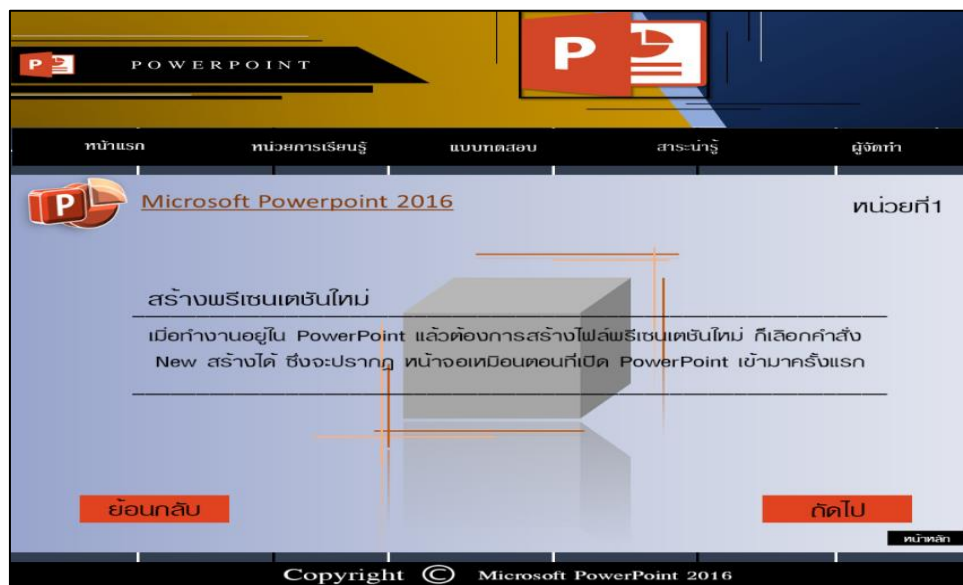 P POWERPOINT
P
หน้าแรก หน่วยการเรียนรู้ แบบทดสอบ สาระน่ารู้ ผู้จัดทำ
P Microsoft Powerpoint 2016 หน่วยที่1
สร้างพรีเซนเตชันใหม่
เมื่อทำงานอยู่ใน PowerPoint แล้วต้องการสร้างไฟล์พรีเซนเตชันใหม่ ก็เลือกคำสั่ง
New สร้างได้ ซึ่งจะปรากฏ หน้าจอเหมือนตอนที่เปิด PowerPoint เข้ามาครั้งแรก
ย้อนกลับ ถัดไป
หน้าหลัก
Copyright © Microsoft PowerPoint 2016